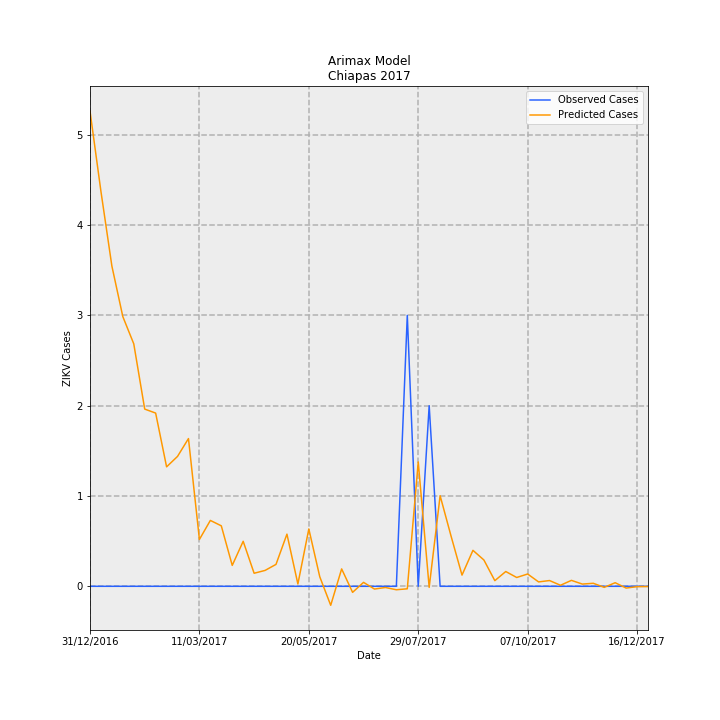 Arimax Model
Chiapas 2017
Observed Cases
Predicted Cases
5
4
3
2
1
0
ZIKV Cases
31/12/2016
11/03/2017
20/05/2017
29/07/2017
07/10/2017
16/12/2017
Date